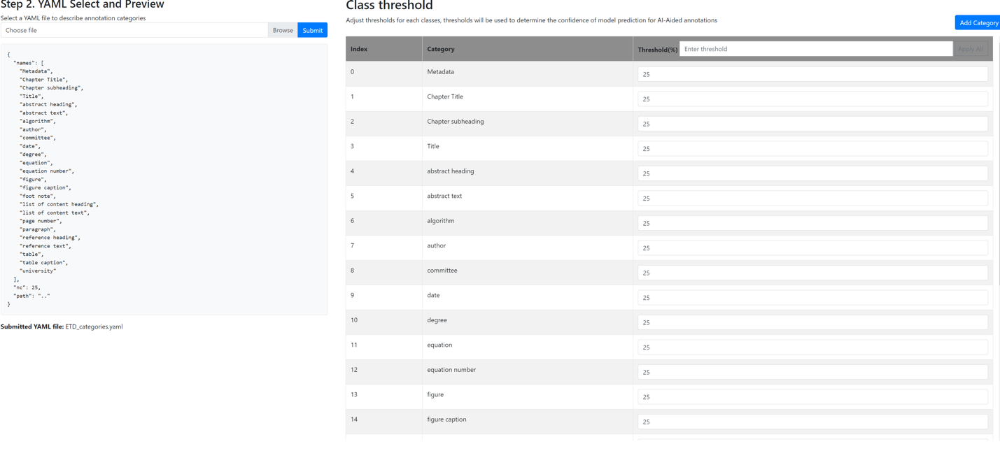 Step 2. YAML Select and Preview
Select a YAML file to describe annotation categories
Choose file Browse Submit
{
"names": [
"Metadata",
"Chapter Title",
"Chapter subheading",
"Title",
"abstract heading",
"abstract text",
"algorithm",
"author",
"committee",
"date",
"degree",
"equation",
"equation number",
"figure",
"figure caption",
"foot note",
"list of content heading",
"list of content text",
"page number",
"paragraph",
"reference heading",
"reference text",
"table",
"table caption",
"university"
],
"nc": 25,
"path": ".."
}
Submitted YAML file: ETD_categories.yaml
Class threshold
Adjust thresholds for each classes, thresholds will be used to determine the confidence of model prediction for AI-Aided annotations
Add Category
Index Category Threshold(%) Enter threshold Apply All
0 Metadata 25
1 Chapter Title 25
2 Chapter subheading 25
3 Title 25
4 abstract heading 25
5 abstract text 25
6 algorithm 25
7 author 25
8 committee 25
9 date 25
10 degree 25
11 equation 25
12 equation number 25
13 figure 25
14 figure caption 25